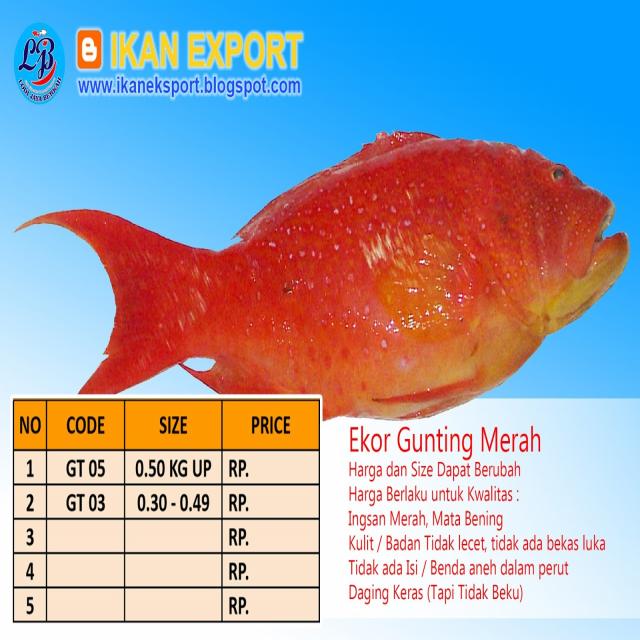 LJB
IKAN EXPORT
www.ikaneksport.blogspot.com
NO CODE SIZE PRICE
1 GT 05 0.50 KG UP RP.
2 GT 03 0.30 - 0.49 RP.
3 RP.
4 RP.
5 RP.
Ekor Gunting Merah
Harga dan Size Dapat Berubah
Harga Berlaku untuk Kwalitas :
Ingsan Merah, Mata Bening
Kulit / Badan Tidak lecet, tidak ada bekas luka
Tidak ada Isi / Benda aneh dalam perut
Daging Keras (Tapi Tidak Beku)